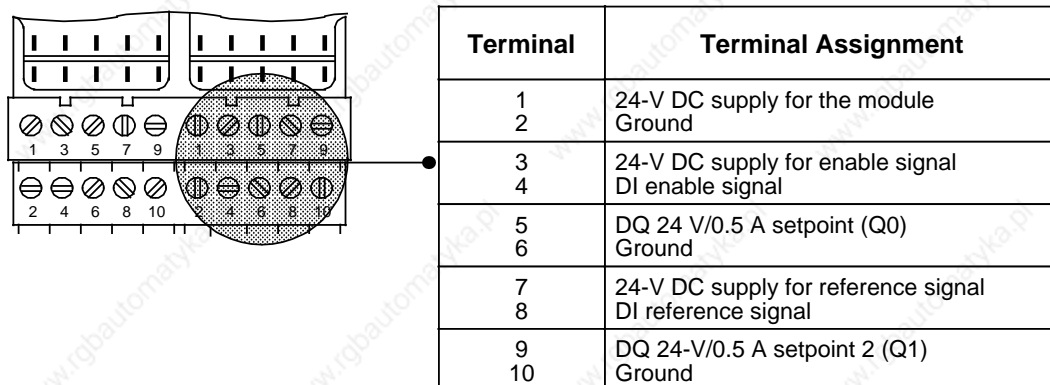 1 3 5 7 9 1 3 5 7 9
2 4 6 8 10 2 4 6 8 10
Terminal Terminal Assignment
1 24-V DC supply for the module
2 Ground
3 24-V DC supply for enable signal
4 DI enable signal
5 DQ 24 V/0.5 A setpoint (Q0)
6 Ground
7 24-V DC supply for reference signal
8 DI reference signal
9 DQ 24-V/0.5 A setpoint 2 (Q1)
10 Ground
www.rgbautomatyka.pl